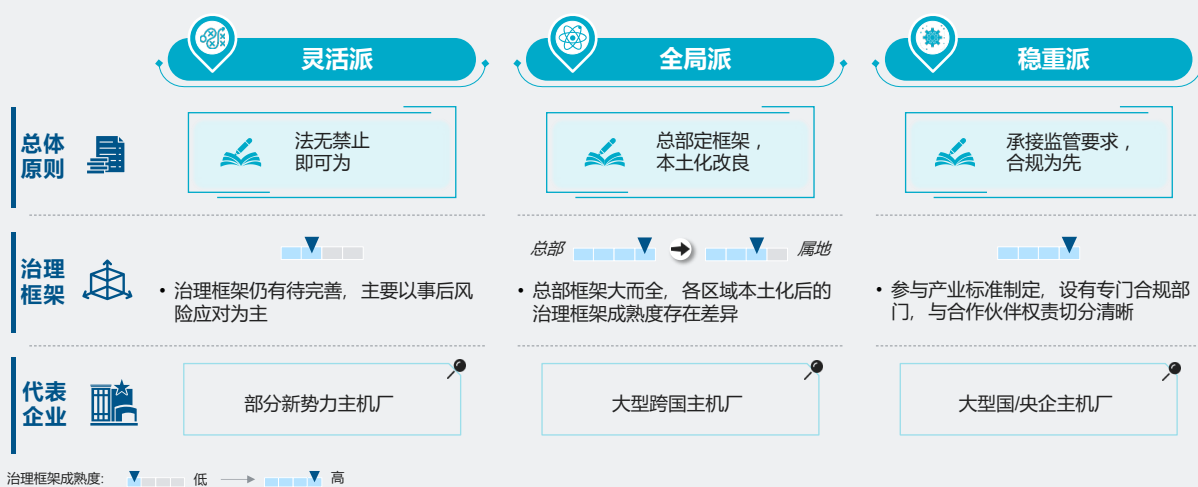 灵活派
全局派
稳重派
总体
原则
法无禁止
即可为
总部定框架，
本土化改良
承接监管要求，
合规为先
治理
框架
• 治理框架仍有待完善，主要以事后风
险应对为主
总部
属地
• 总部框架大而全，各区域本土化后的
治理框架成熟度存在差异
• 参与产业标准制定，设有专门合规部
门，与合作伙伴权责切分清晰
代表
企业
部分新势力主机厂
大型跨国主机厂
大型国/央企主机厂
治理框架成熟度: 低 高